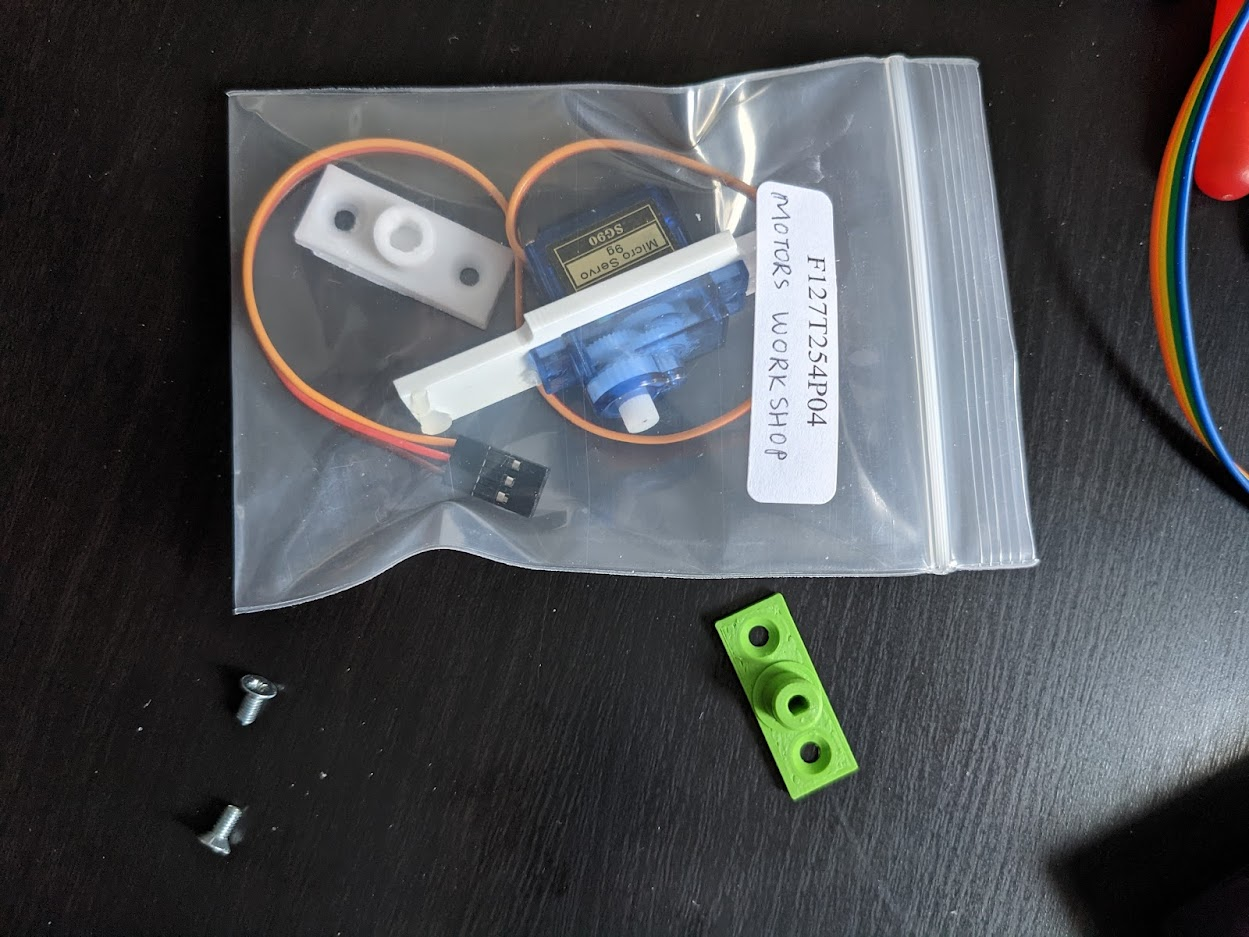 Micro Servo
9g
SG90
F127T254P04
MOTORS WORKSHOP